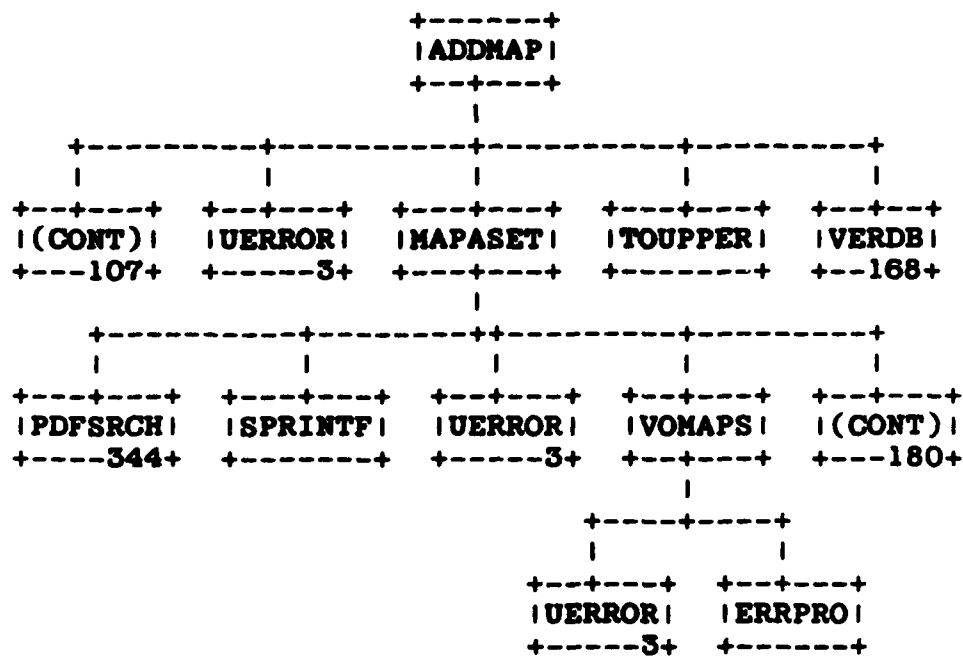 ADDMAP
(CONT) UERROR MAPASET TOUPPER VERDB
107 3 168
PDFSRCH SPRINTF UERROR VOMAPS (CONT)
344 3 180
UERROR ERRPRO
3